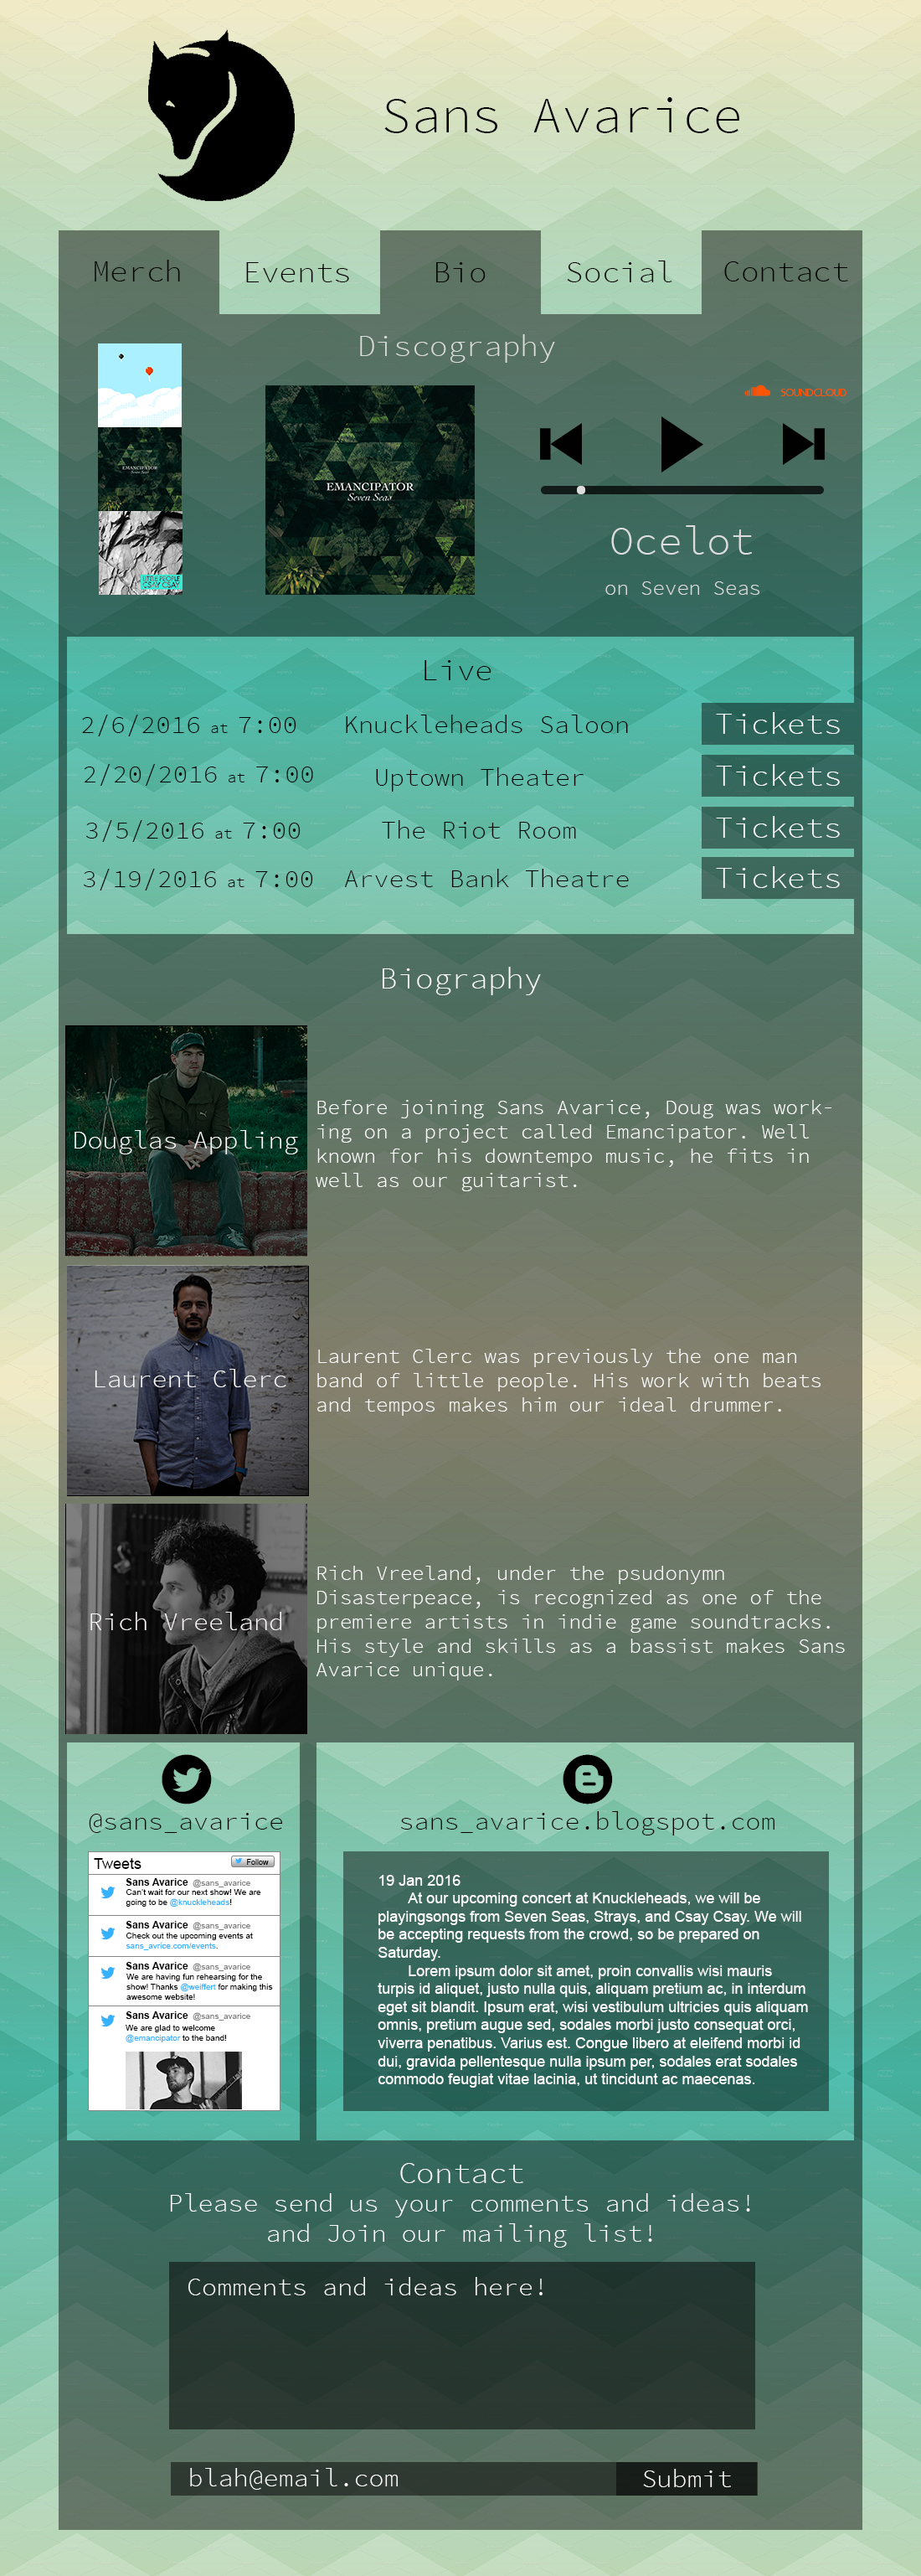 Sans Avarice
Merch
Events
Bio
Social
Contact
Discography
SOUNDCLOUD
EMANCIPATOR
Seven Seas
EMANCIPATOR
Seven Seas
LITTLE PEOPLE
CSAY CSAY
Ocelot
on Seven Seas
Live
2/6/2016 at 7:00 Knuckleheads Saloon Tickets
2/20/2016 at 7:00 Uptown Theater Tickets
3/5/2016 at 7:00 The Riot Room Tickets
3/19/2016 at 7:00 Arvest Bank Theatre Tickets
Biography
Douglas Appling
Before joining Sans Avarice, Doug was work-
ing on a project called Emancipator. Well
known for his downtempo music, he fits in
well as our guitarist.
Laurent Clerc
Laurent Clerc was previously the one man
band of little people. His work with beats
and tempos makes him our ideal drummer.
Rich Vreeland
Rich Vreeland, under the psudonymn
Disasterpeace, is recognized as one of the
premiere artists in indie game soundtracks.
His style and skills as a bassist makes Sans
Avarice unique.
@sans_avarice
Tweets
Follow
Sans Avarice @sans_avarice
Can't wait for our next show! We are
going to be @knuckleheads!
Sans Avarice @sans_avarice
Check out the upcoming events at
sans_avrice.com/events.
Sans Avarice @sans_avarice
We are having fun rehearsing for the
show! Thanks @weiffert for making this
awesome website!
Sans Avarice @sans_avarice
We are glad to welcome
@emancipator to the band!
sans_avarice.blogspot.com
19 Jan 2016
At our upcoming concert at Knuckleheads, we will be
playingsongs from Seven Seas, Strays, and Csay Csay. We will
be accepting requests from the crowd, so be prepared on
Saturday.
Lorem ipsum dolor sit amet, proin convallis wisi mauris
turpis id aliquet, justo nulla quis, aliquam pretium ac, in interdum
eget sit blandit. Ipsum erat, wisi vestibulum ultricies quis aliquam
omnis, pretium augue sed, sodales morbi justo consequat orci,
viverra penatibus. Varius est. Congue libero at eleifend morbi id
dui, gravida pellentesque nulla ipsum per, sodales erat sodales
commodo feugiat vitae lacinia, ut tincidunt ac maecenas.
Contact
Please send us your comments and ideas!
and Join our mailing list!
Comments and ideas here!
blah@email.com
Submit